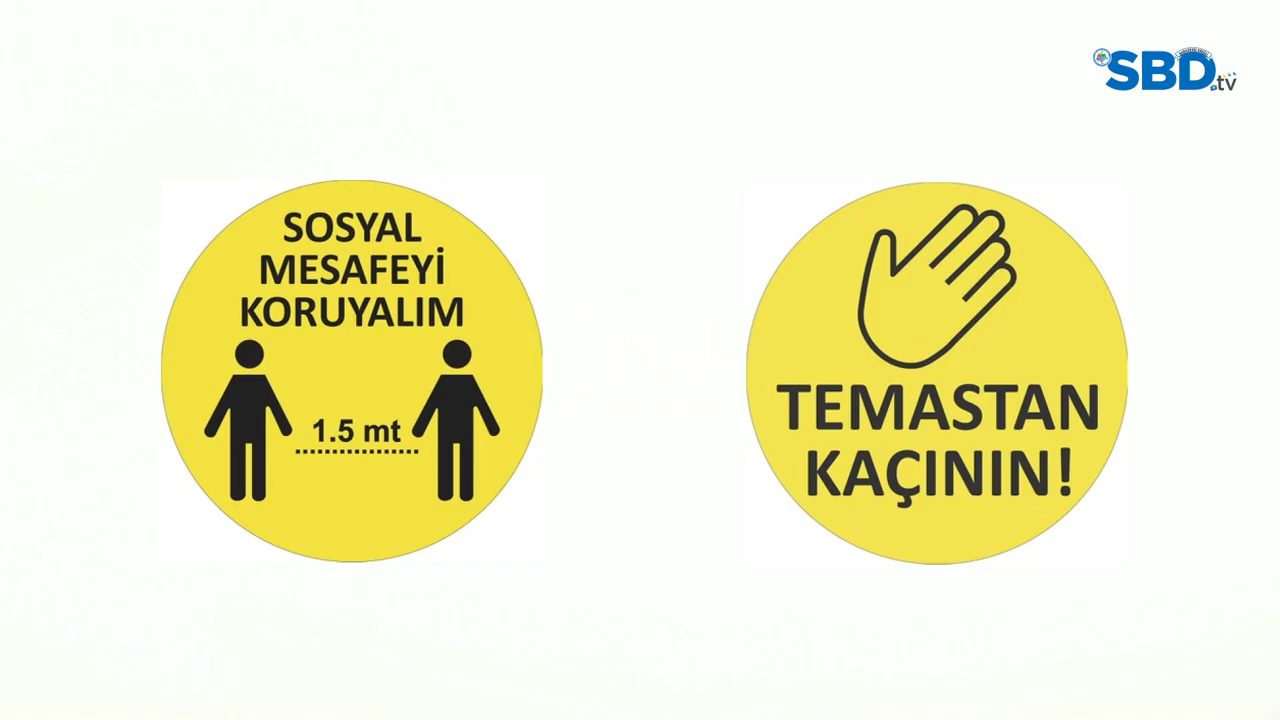 SBD.tv
SOSYAL
MESAFEYİ
KORUYALIM
1.5 mt
TEMASTAN
KAÇININ!